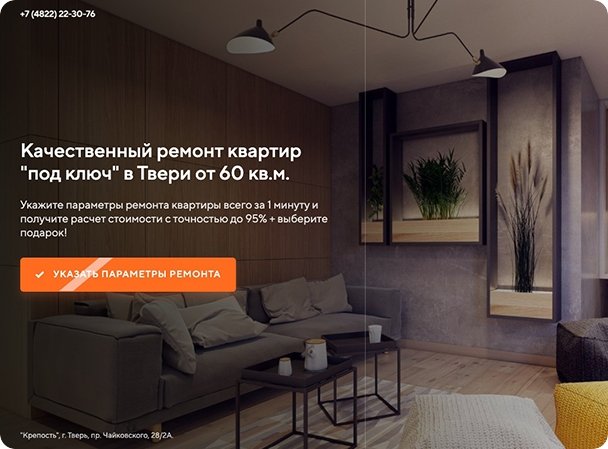 +7 (4822) 22-30-76
Качественный ремонт квартир
"под ключ" в Твери от 60 кв.м.
Укажите параметры ремонта квартиры всего за 1 минуту и
получите расчет стоимости с точностью до 95% + выберите
подарок!
УКАЗАТЬ ПАРАМЕТРЫ РЕМОНТА
"Крепость", г. Тверь, пр. Чайковского, 28/2А.